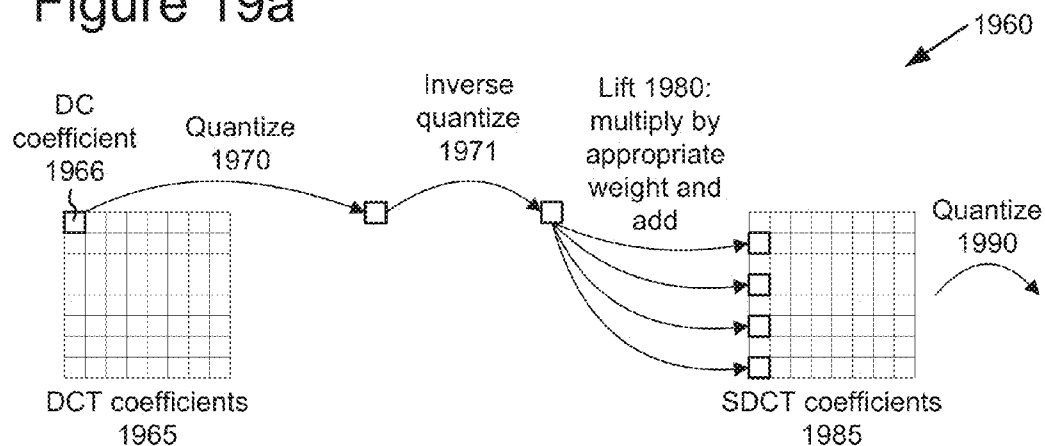 Figure 19a
1960
DC
coefficient
1966
Quantize
1970
Inverse
quantize
1971
Lift 1980:
multiply by
appropriate
weight and
add
Quantize
1990
DCT coefficients
1965
SDCT coefficients
1985